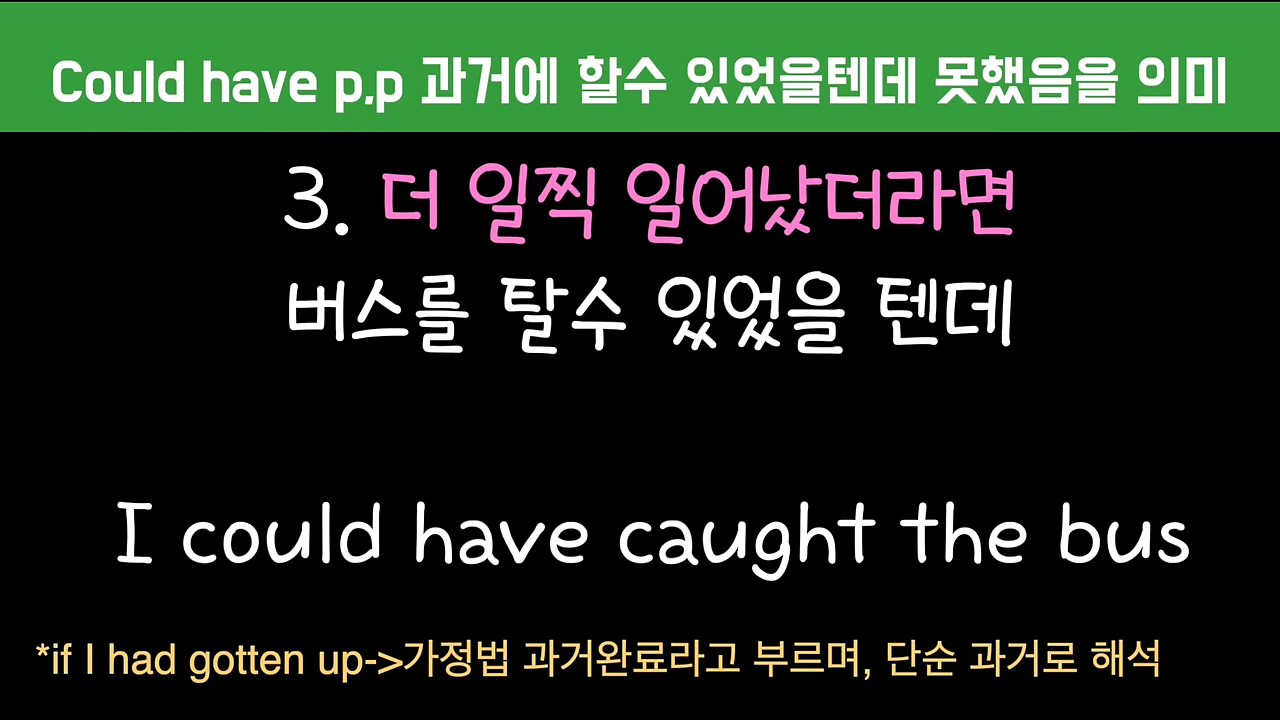 Could have p,p 과거에 할수 있었을텐데 못했음을 의미
3. 더 일찍 일어났더라면
버스를 탈수 있었을 텐데
I could have caught the bus
*if I had gotten up->가정법 과거완료라고 부르며, 단순 과거로 해석